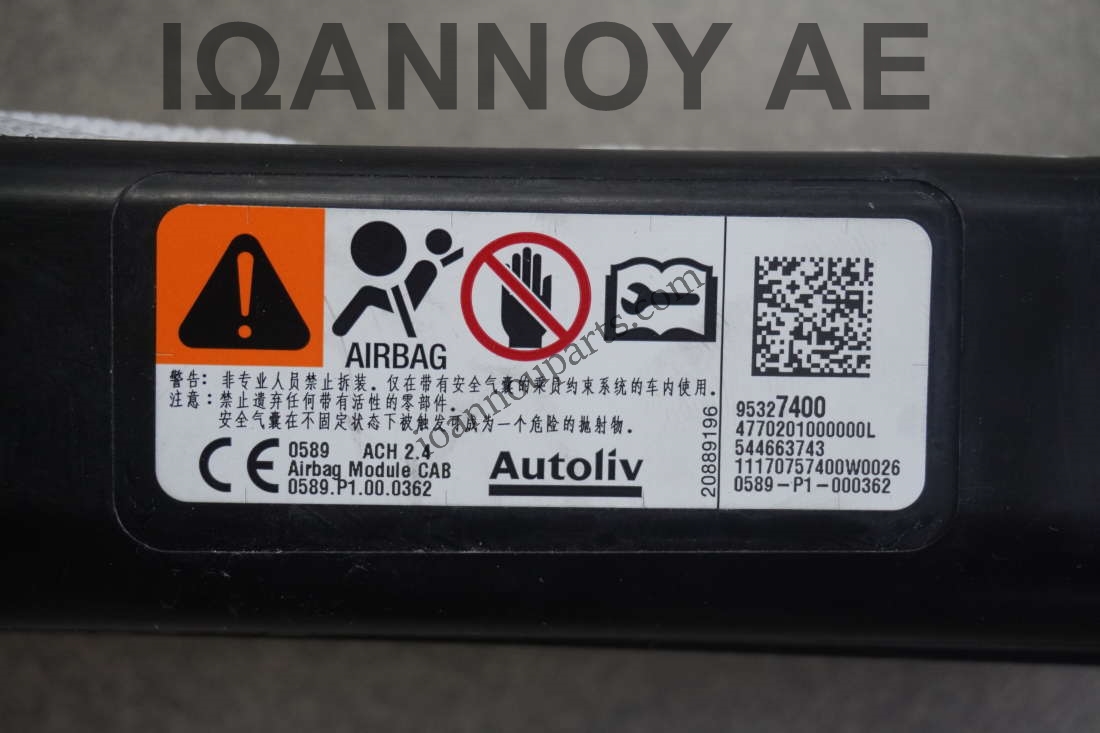 ΙΩΑΝΝΟΥ ΑΕ
AIRBAG
警告: 非专业人员禁止拆装。仅在带有安全气囊的乘员约束系统的车内使用。
注意: 禁止遗弃任何带有活性的零部件。
安全气囊在不固定状态下被触发可成为一个危险的抛射物。
CE 0589 ACH 2.4
Airbag Module CAB
0589.P1.00.0362
Autoliv
20889196
95327400
4770201000000L
544663743
11170757400W0026
0589-P1-000362
ioannouparts.com